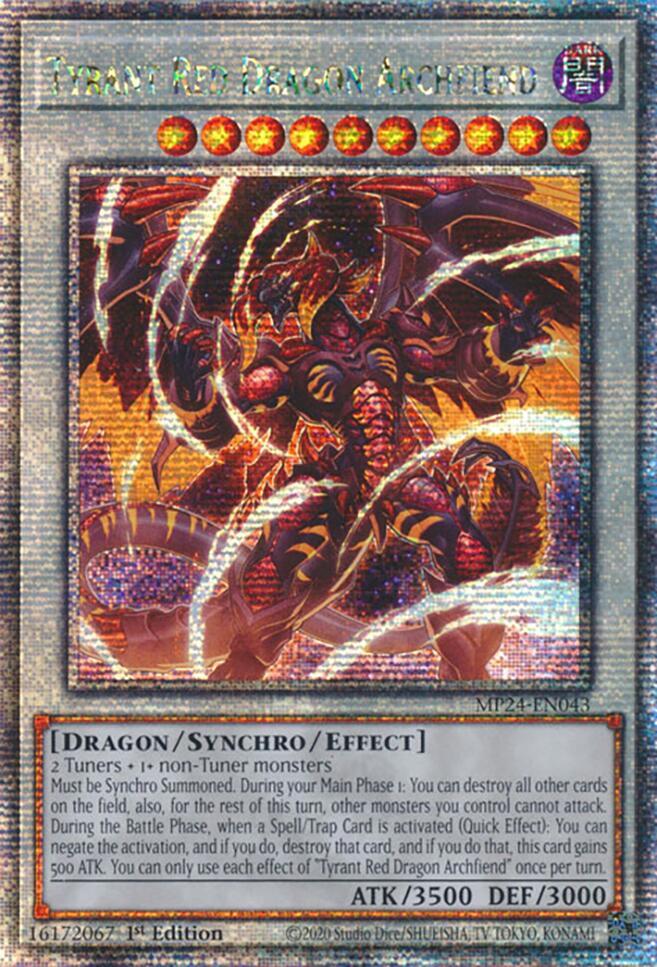 TYRANT RED DRAGON ARCHFIEND
DARK
闇
MP24-EN043
[DRAGON/SYNCHRO/EFFECT]
2 Tuners + 1+ non-Tuner monsters
Must be Synchro Summoned. During your Main Phase 1: You can destroy all other cards
on the field, also, for the rest of this turn, other monsters you control cannot attack.
During the Battle Phase, when a Spell/Trap Card is activated (Quick Effect): You can
negate the activation, and if you do, destroy that card, and if you do that, this card gains
500 ATK. You can only use each effect of "Tyrant Red Dragon Archfiend" once per turn.
ATK/3500 DEF/3000
16172067 1st Edition ©2020 Studio Dice/SHUEISHA, TV TOKYO, KONAMI